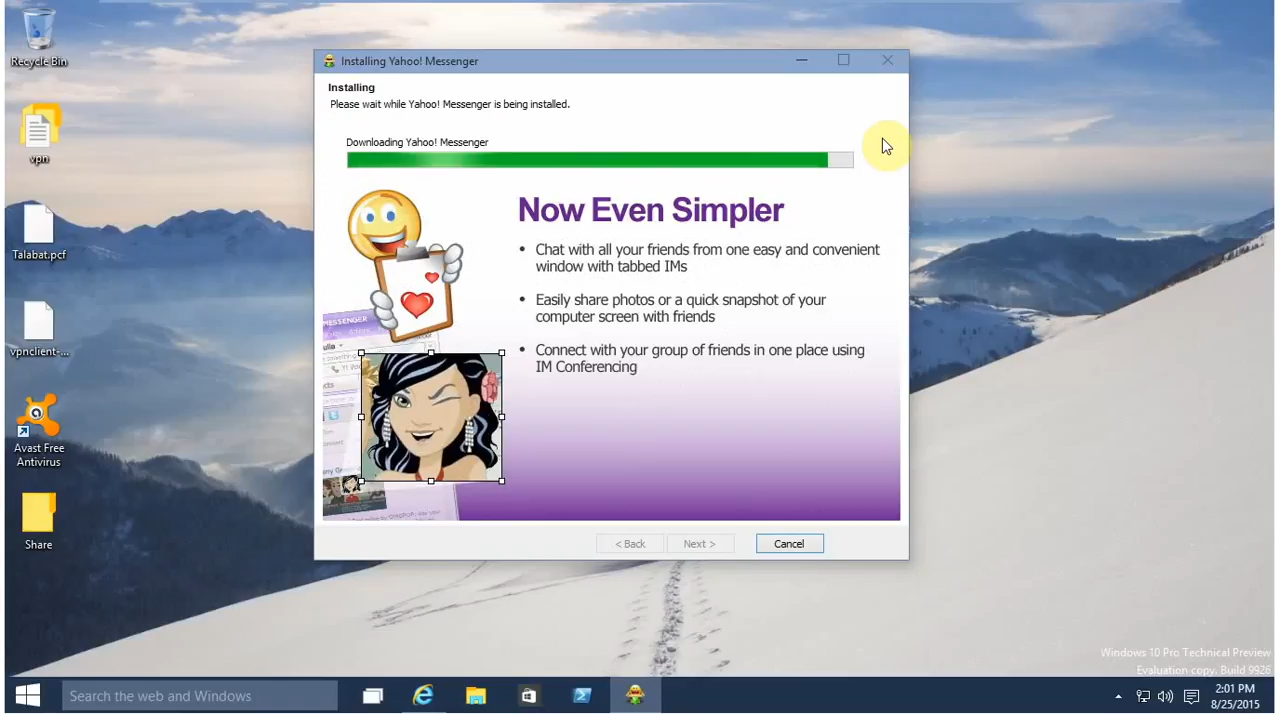 Recycle Bin
vpn
Talabat.pcf
vpnclient-...
Avast Free
Antivirus
Share
Installing Yahoo! Messenger
Installing
Please wait while Yahoo! Messenger is being installed.
Downloading Yahoo! Messenger
Now Even Simpler
• Chat with all your friends from one easy and convenient
window with tabbed IMs
• Easily share photos or a quick snapshot of your
computer screen with friends
• Connect with your group of friends in one place using
IM Conferencing
MESSENGER
< Back
Next >
Cancel
Windows 10 Pro Technical Preview
Evaluation copy. Build 9926
Search the web and Windows
2:01 PM
8/25/2015